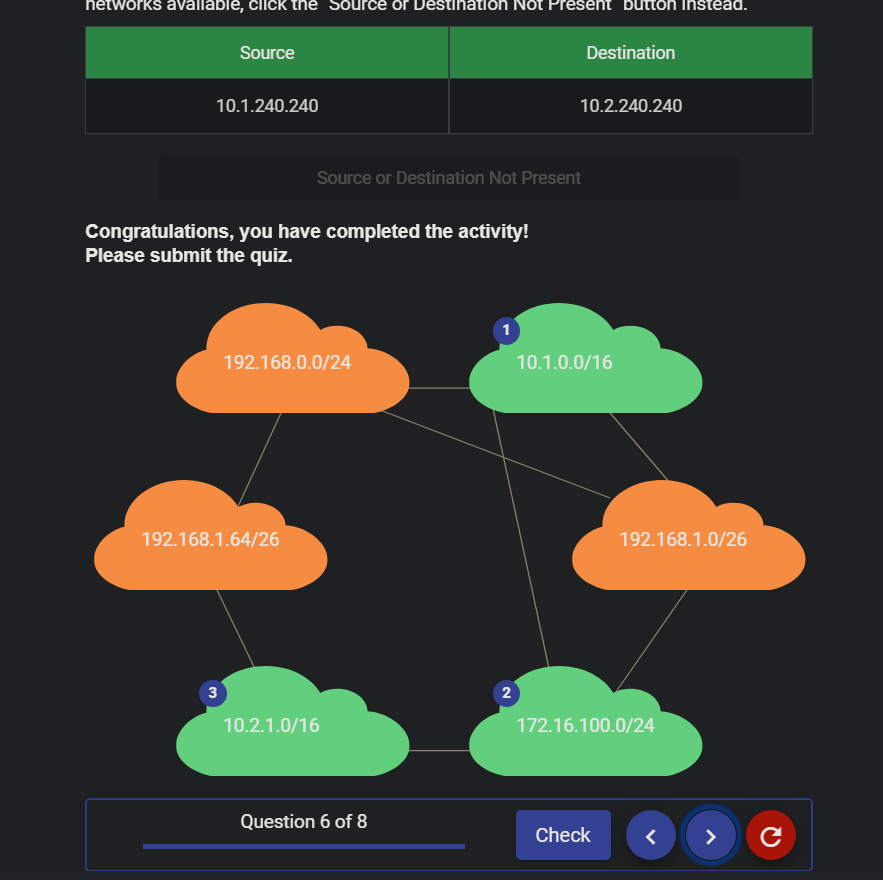 networks available, click the "Source or Destination Not Present" button instead.
Source Destination
10.1.240.240 10.2.240.240
Source or Destination Not Present
Congratulations, you have completed the activity!
Please submit the quiz.
192.168.0.0/24
1
10.1.0.0/16
192.168.1.64/26
192.168.1.0/26
3
10.2.1.0/16
2
172.16.100.0/24
Question 6 of 8
Check